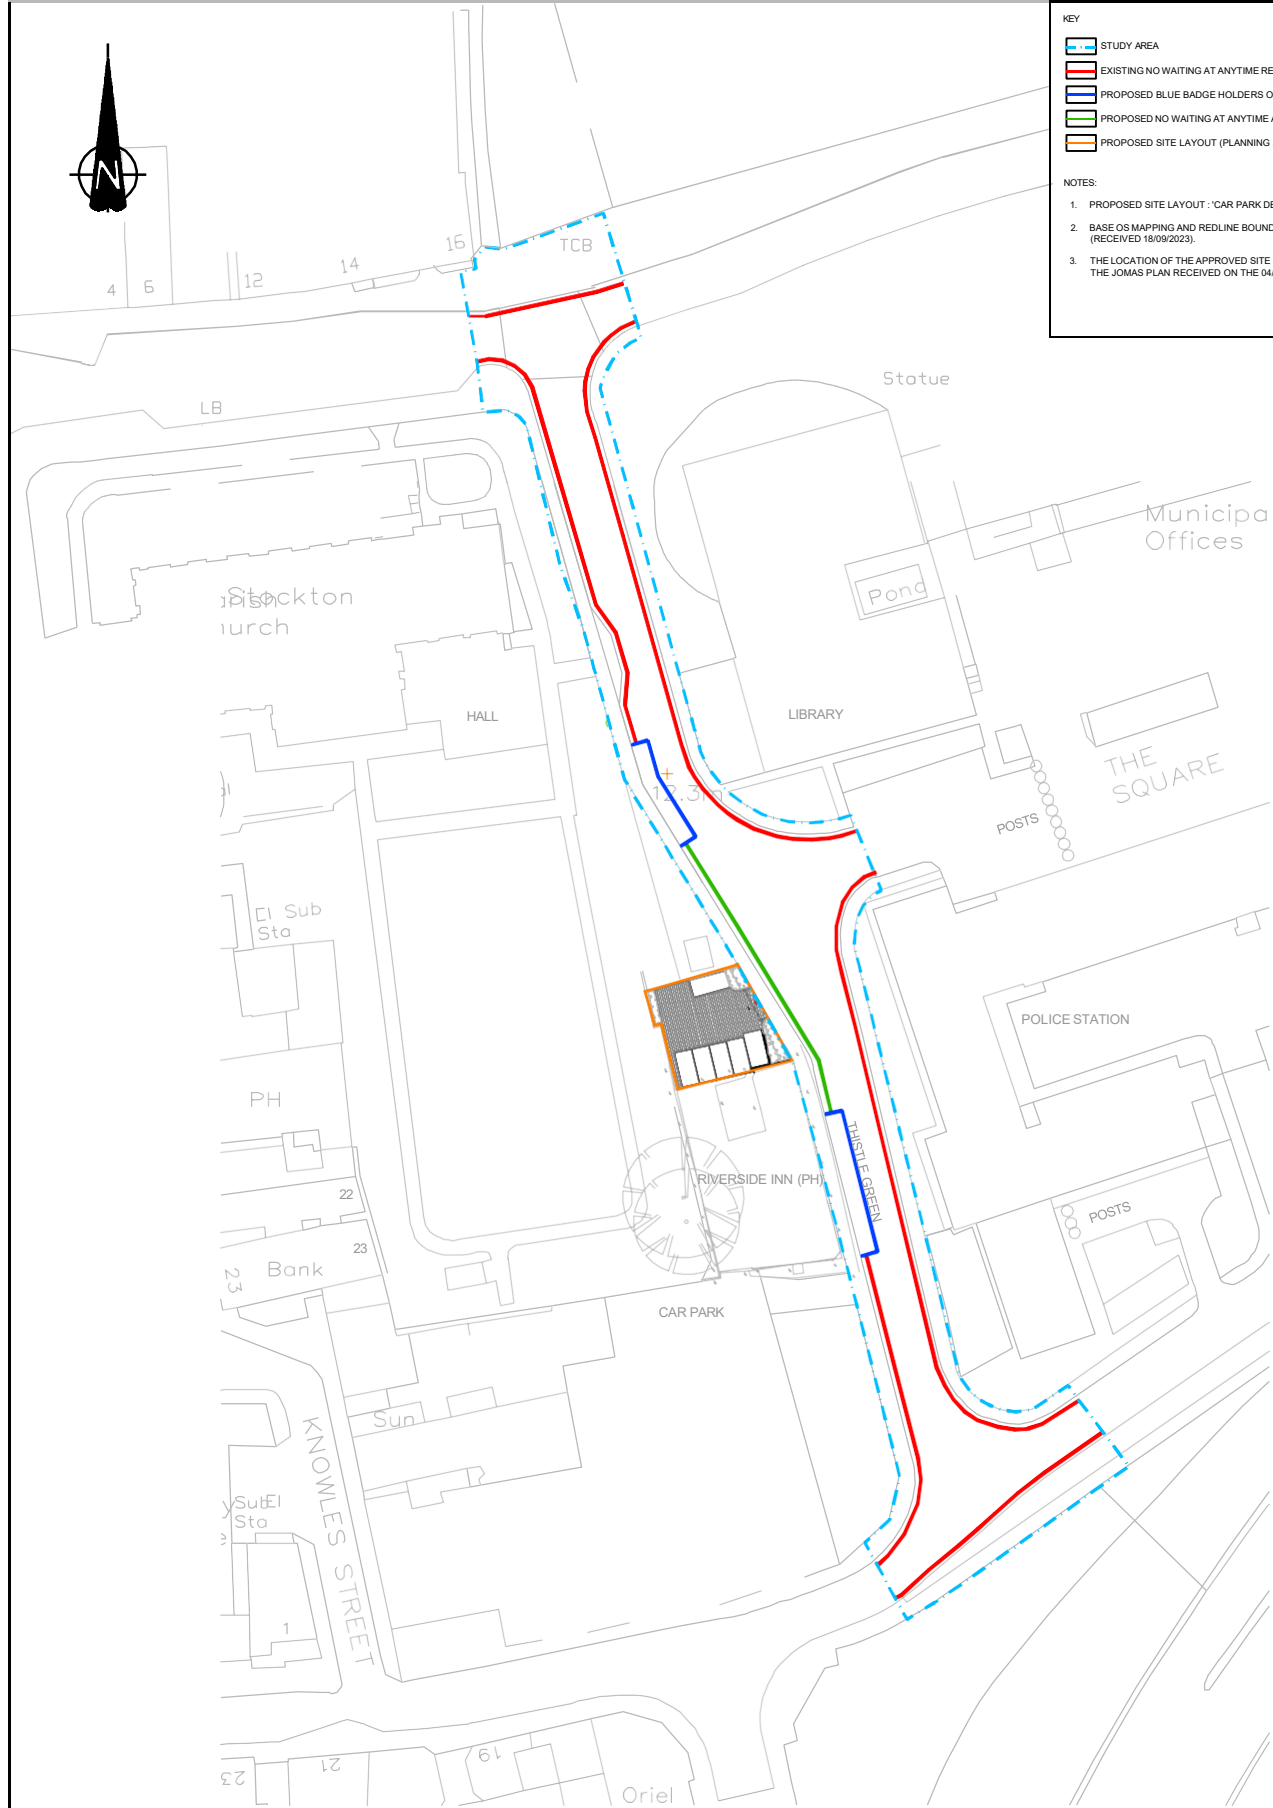 KEY
STUDY AREA
EXISTING NO WAITING AT ANYTIME RE
PROPOSED BLUE BADGE HOLDERS O
PROPOSED NO WAITING AT ANYTIME A
PROPOSED SITE LAYOUT (PLANNING
NOTES:
1. PROPOSED SITE LAYOUT : 'CAR PARK DE
2. BASE OS MAPPING AND REDLINE BOUND
(RECEIVED 18/09/2023).
3. THE LOCATION OF THE APPROVED SITE
THE JOMAS PLAN RECEIVED ON THE 04/
N
16
TCB
14
12
4
6
Statue
LB
Municipa
Offices
Pond
Stockton
arish
hurch
HALL
LIBRARY
THE
SQUARE
12.3m
POSTS
El Sub
Sta
POLICE STATION
PH
THISTLE GREEN
RIVERSIDE INN (PH)
22
POSTS
23
23
Bank
CAR PARK
Sun
KNOWLES STREET
Sub El
Sta
1
19
21
23
Oriel